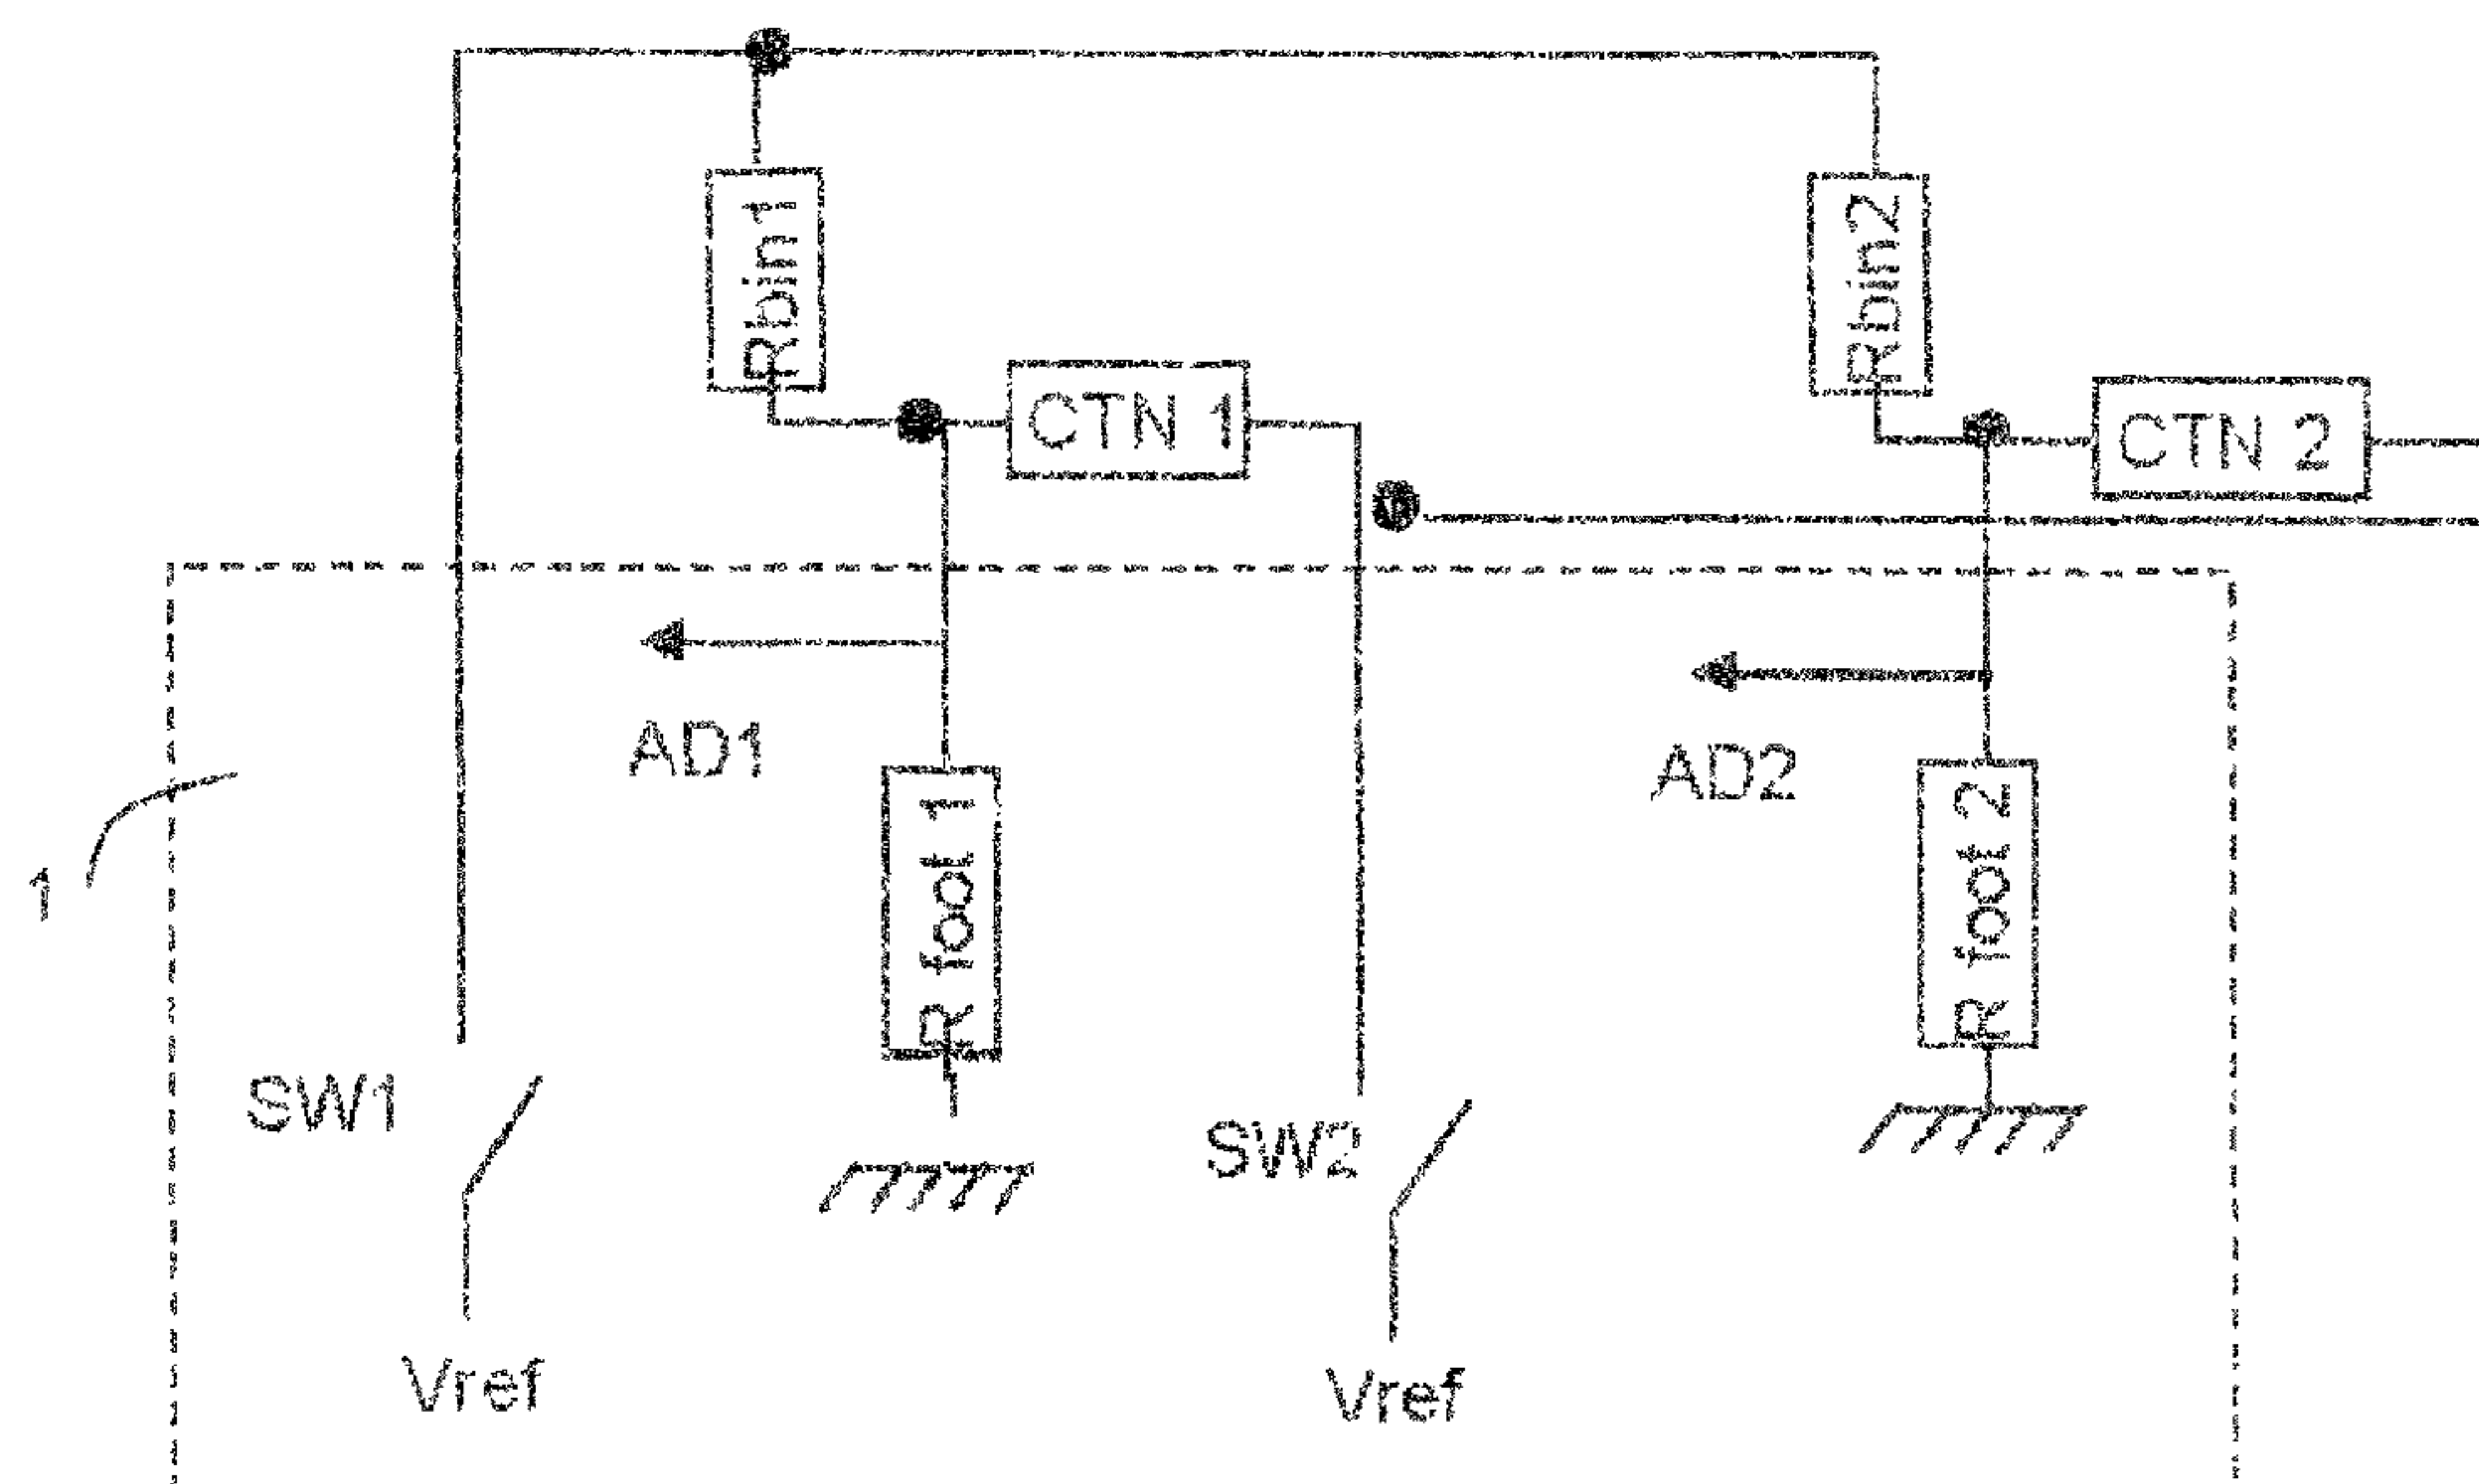 Rbin1
Rbin2
CTN 1
CTN 2
AD1
AD2
R foot 1
R foot 2
1
SW1
SW2
Vref
Vref